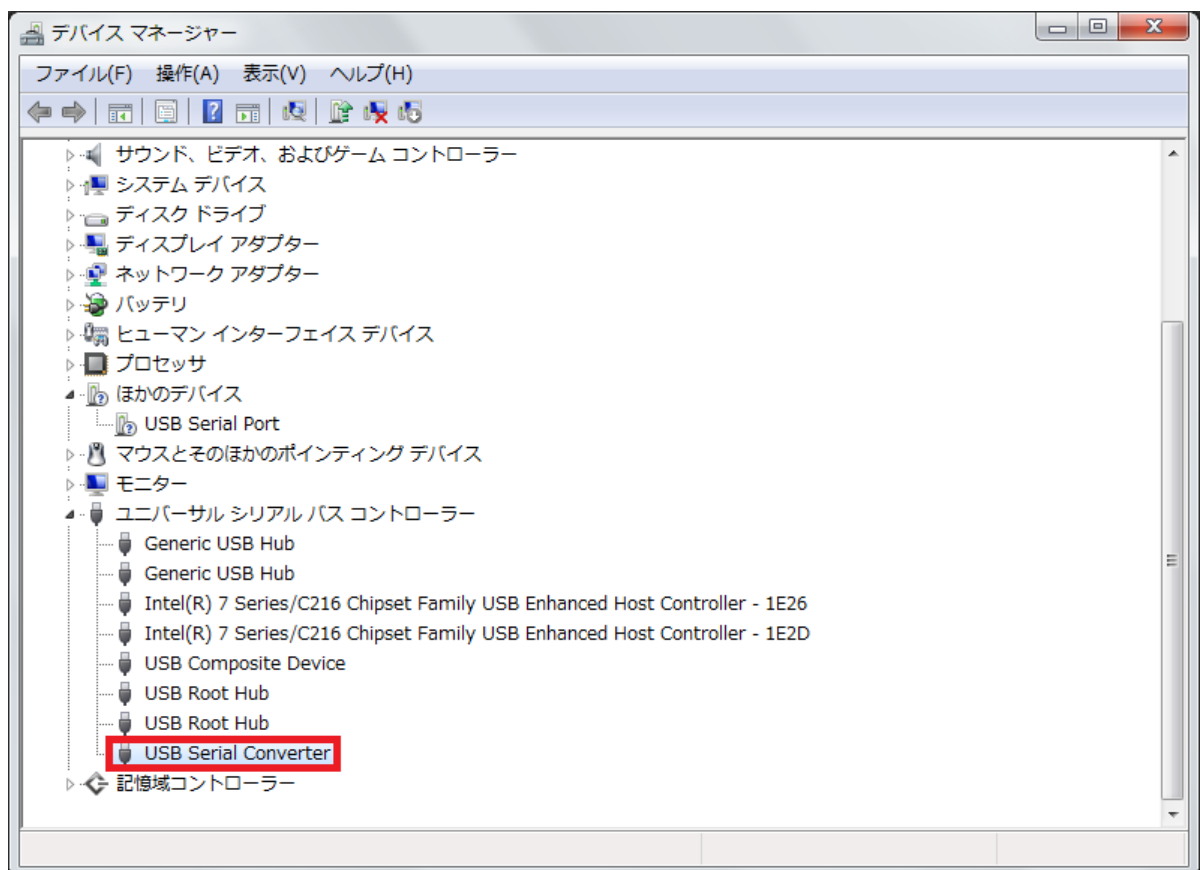 デバイス マネージャー
ファイル(F) 操作(A) 表示(V) ヘルプ(H)
サウンド、ビデオ、およびゲーム コントローラー
システム デバイス
ディスク ドライブ
ディスプレイ アダプター
ネットワーク アダプター
バッテリ
ヒューマン インターフェイス デバイス
プロセッサ
ほかのデバイス
USB Serial Port
マウスとそのほかのポインティング デバイス
モニター
ユニバーサル シリアル バス コントローラー
Generic USB Hub
Generic USB Hub
Intel(R) 7 Series/C216 Chipset Family USB Enhanced Host Controller - 1E26
Intel(R) 7 Series/C216 Chipset Family USB Enhanced Host Controller - 1E2D
USB Composite Device
USB Root Hub
USB Root Hub
USB Serial Converter
記憶域コントローラー